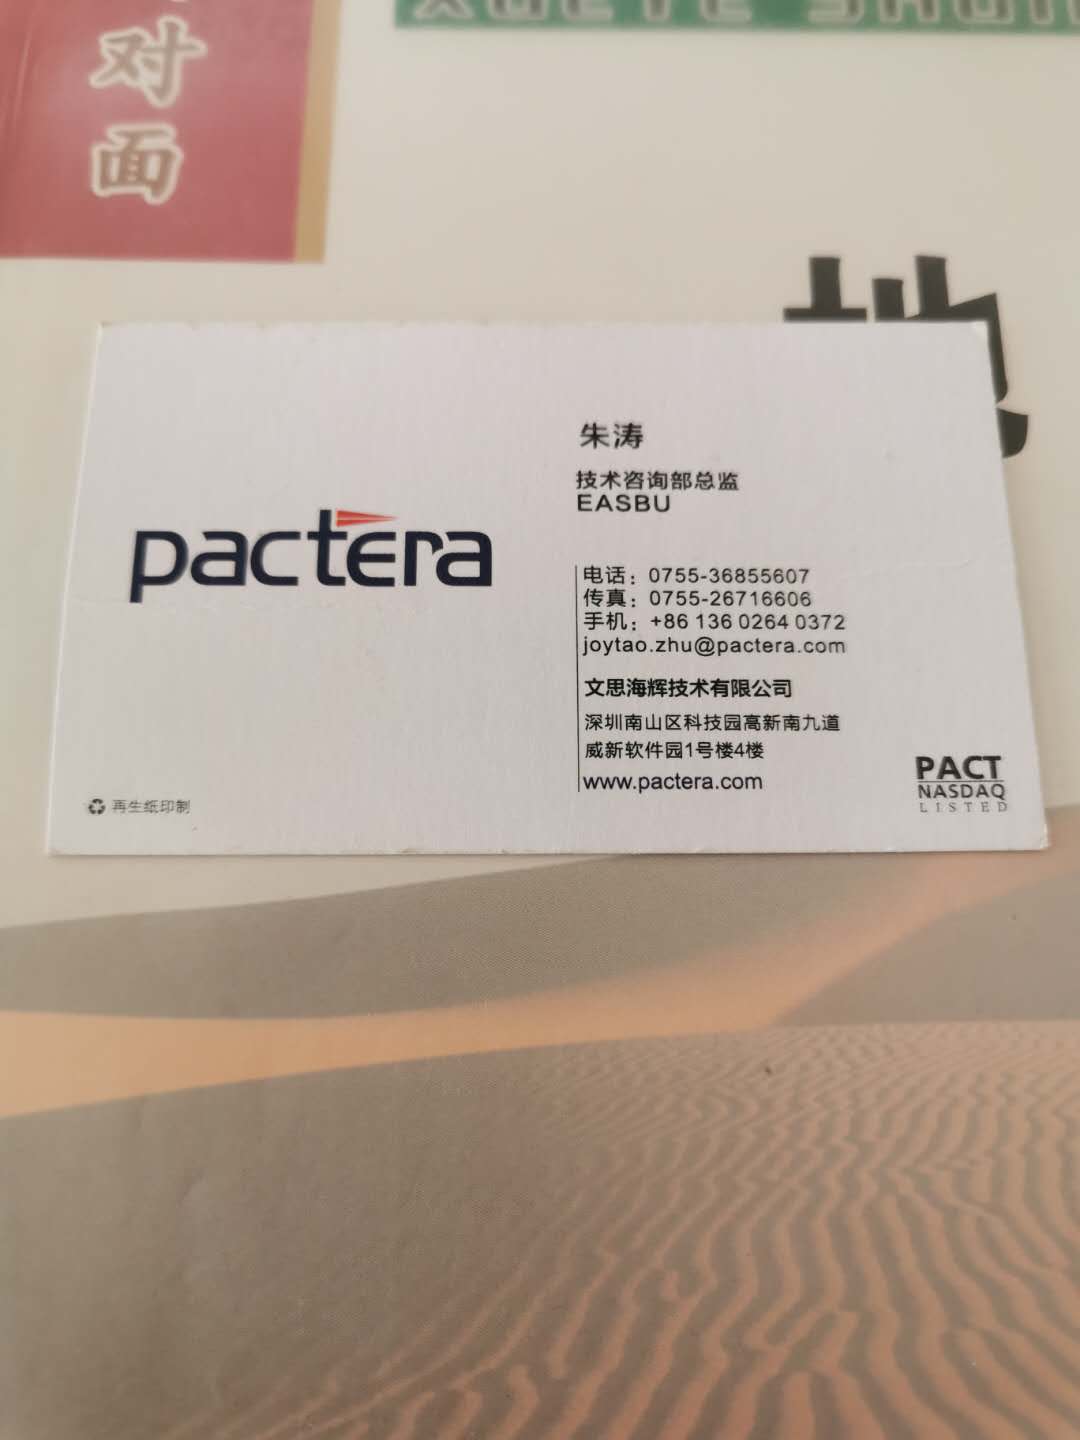 对
面
pactera
朱涛
技术咨询部总监
EASBU
电话：0755-36855607
传真：0755-26716606
手机：+86 136 0264 0372
joytao.zhu@pactera.com
文思海辉技术有限公司
深圳南山区科技园高新南九道
威新软件园1号楼4楼
www.pactera.com
PACT
NASDAQ
LISTED
再生纸印制